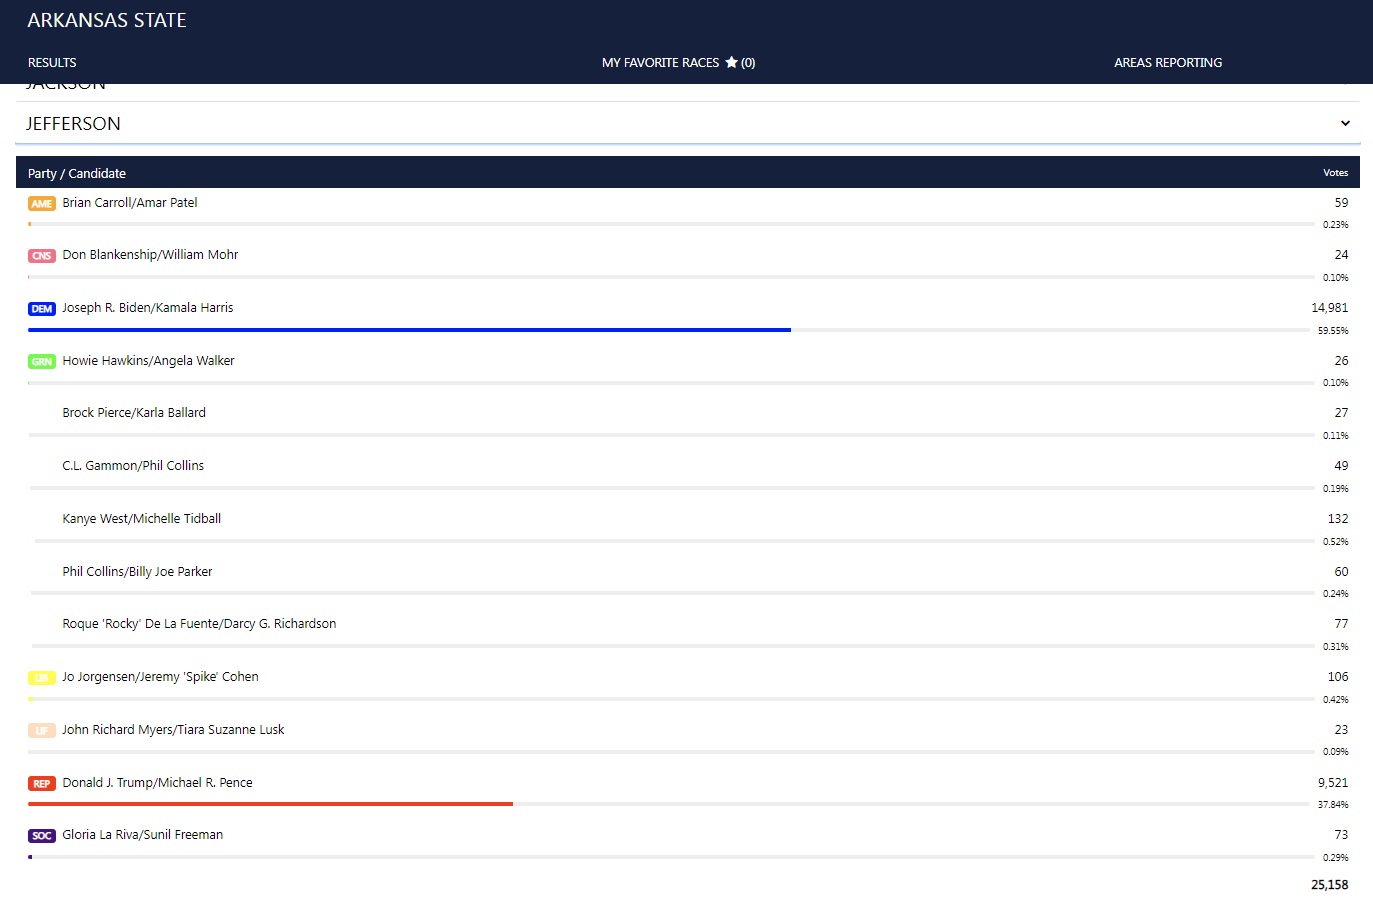 ARKANSAS STATE
RESULTS MY FAVORITE RACES ★ (0) AREAS REPORTING
JACKSON
JEFFERSON
Party / Candidate Votes
AME Brian Carroll/Amar Patel 59
0.23%
CNS Don Blankenship/William Mohr 24
0.10%
DEM Joseph R. Biden/Kamala Harris 14,981
59.55%
GRN Howie Hawkins/Angela Walker 26
0.10%
Brock Pierce/Karla Ballard 27
0.11%
C.L. Gammon/Phil Collins 49
0.19%
Kanye West/Michelle Tidball 132
0.52%
Phil Collins/Billy Joe Parker 60
0.24%
Roque 'Rocky' De La Fuente/Darcy G. Richardson 77
0.31%
LIB Jo Jorgensen/Jeremy 'Spike' Cohen 106
0.42%
LIF John Richard Myers/Tiara Suzanne Lusk 23
0.09%
REP Donald J. Trump/Michael R. Pence 9,521
37.84%
SOC Gloria La Riva/Sunil Freeman 73
0.29%
25,158